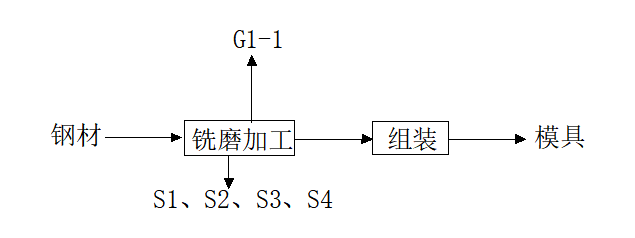 G1-1
钢材
铣磨加工
组装
模具
S1、S2、S3、S4